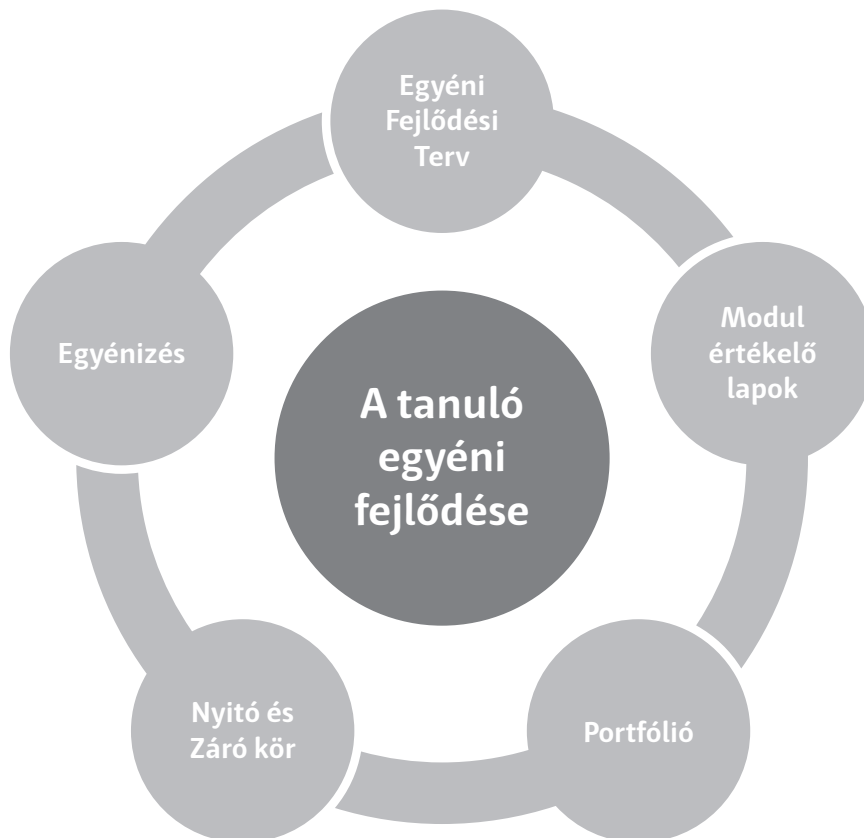 Egyéni
Fejlődési
Terv
Modul
értékelő
lapok
Portfólió
Nyitó és
Záró kör
Egyénizés
A tanuló
egyéni
fejlődése